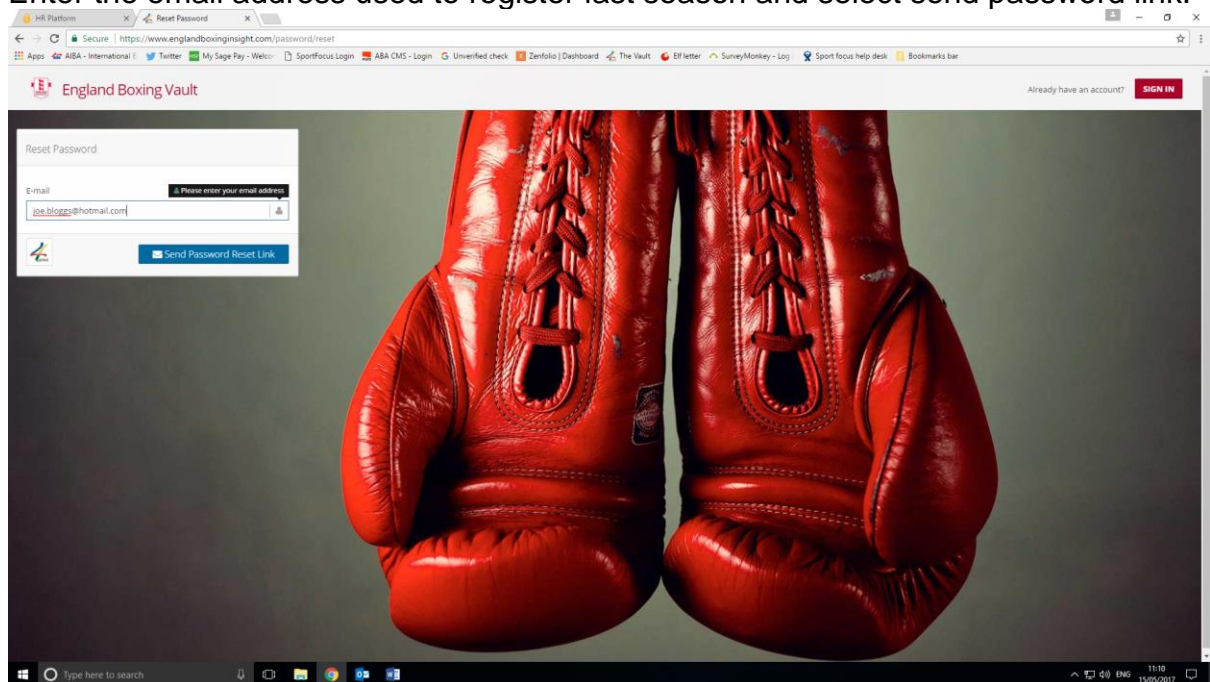 Enter the email address used to register last season and select send password link.
HR Platform
Reset Password
Secure | https://www.englandboxinginsight.com/password/reset
Apps AIBA - International Twitter My Sage Pay - Welco SportFocus Login ABA CMS - Login Unverified check Zenfolio | Dashboard The Vault Elf letter SurveyMonkey - Log Sport focus help desk Bookmarks bar
England Boxing Vault
Already have an account? SIGN IN
Reset Password
E-mail
Please enter your email address
joe.bloggs@hotmail.com
Send Password Reset Link
Type here to search
ENG
11:10
15/05/2017